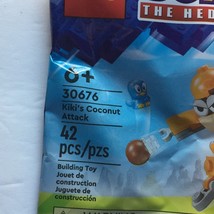 THE HE
6+
30676
Kiki's Coconut
Attack
42
pcs/pzs
Building Toy
Jouet de
construction
Juguete de
construcción